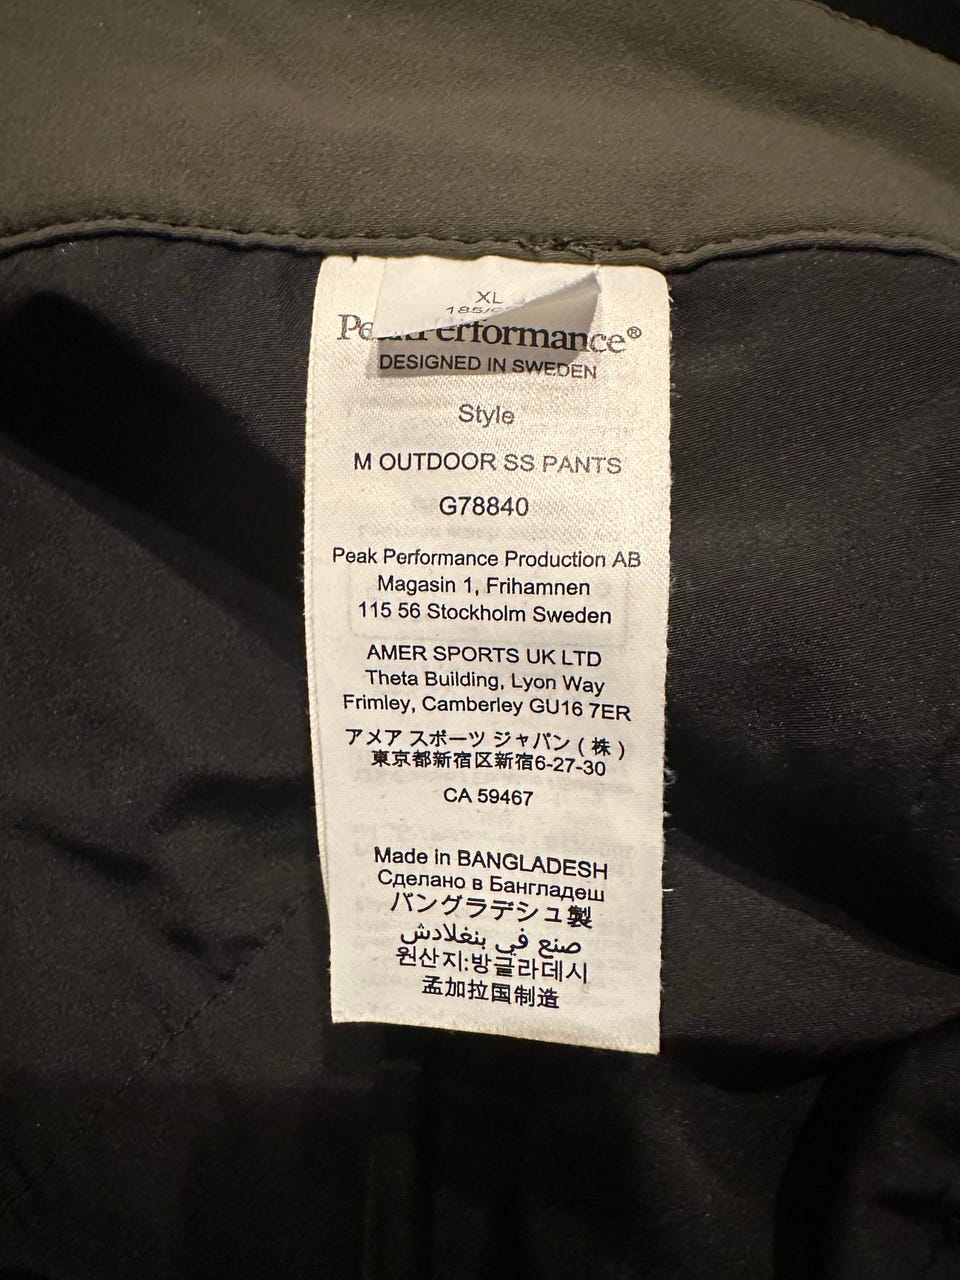 XL
PeakPerformance®
DESIGNED IN SWEDEN
Style
M OUTDOOR SS PANTS
G78840
Peak Performance Production AB
Magasin 1, Frihamnen
115 56 Stockholm Sweden
AMER SPORTS UK LTD
Theta Building, Lyon Way
Frimley, Camberley GU16 7ER
アメア スポーツ ジャパン ( 株 )
東京都新宿区新宿6-27-30
CA 59467
Made in BANGLADESH
Сделано в Бангладеш
バングラデシュ製
صنع في بنغلادش
원산지:방글라데시
孟加拉国制造